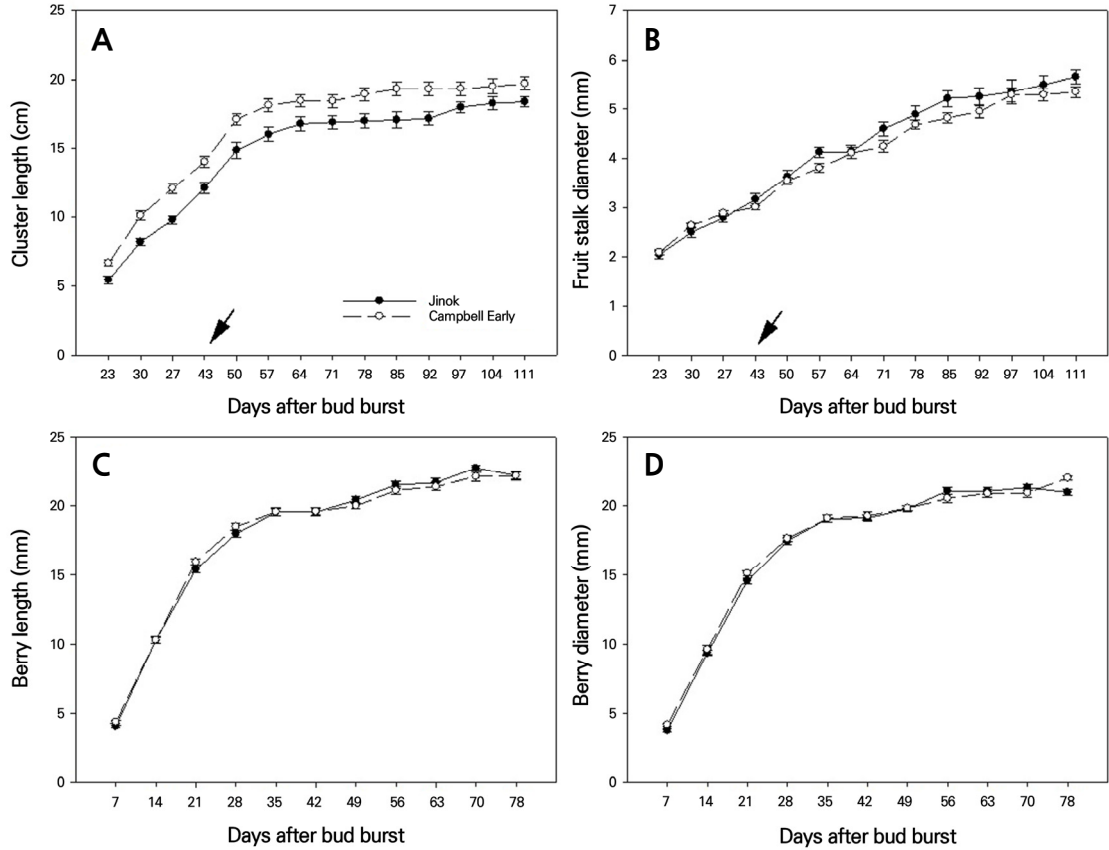 A
Cluster length (cm)
25
20
15
10
5
0
23 30 27 43 50 57 64 71 78 85 92 97 104 111
Days after bud burst
Jinok
Campbell Early
B
Fruit stalk diameter (mm)
7
6
5
4
3
2
1
0
23 30 27 43 50 57 64 71 78 85 92 97 104 111
Days after bud burst
C
Berry length (mm)
25
20
15
10
5
0
7 14 21 28 35 42 49 56 63 70 78
Days after bud burst
D
Berry diameter (mm)
25
20
15
10
5
0
7 14 21 28 35 42 49 56 63 70 78
Days after bud burst